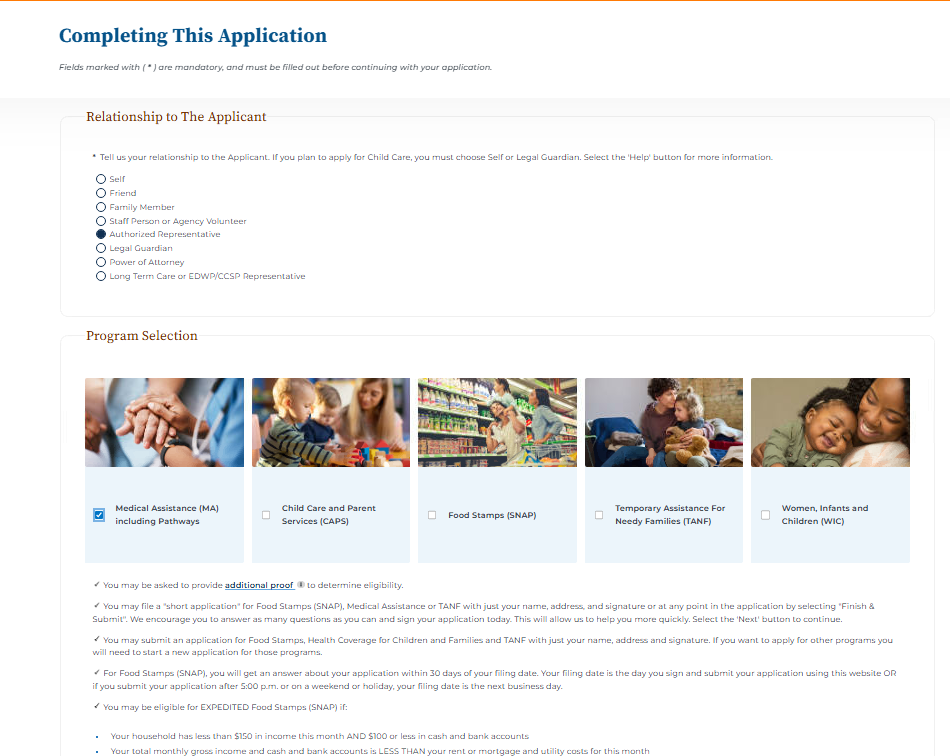 Completing This Application
Fields marked with ( * ) are mandatory, and must be filled out before continuing with your application.
Relationship to The Applicant
* Tell us your relationship to the Applicant. If you plan to apply for Child Care, you must choose Self or Legal Guardian. Select the 'Help' button for more information.
Self
Friend
Family Member
Staff Person or Agency Volunteer
Authorized Representative
Legal Guardian
Power of Attorney
Long Term Care or EDWP/CCSP Representative
Program Selection
Medical Assistance (MA)
including Pathways
Child Care and Parent
Services (CAPS)
Food Stamps (SNAP)
Temporary Assistance For
Needy Families (TANF)
Women, Infants and
Children (WIC)
✓ You may be asked to provide additional proof i to determine eligibility.
✓ You may file a "short application" for Food Stamps (SNAP), Medical Assistance or TANF with just your name, address, and signature or at any point in the application by selecting "Finish &
Submit". We encourage you to answer as many questions as you can and sign your application today. This will allow us to help you more quickly. Select the 'Next' button to continue.
✓ You may submit an application for Food Stamps, Health Coverage for Children and Families and TANF with just your name, address and signature. If you want to apply for other programs you
will need to start a new application for those programs.
✓ For Food Stamps (SNAP), you will get an answer about your application within 30 days of your filing date. Your filing date is the day you sign and submit your application using this website OR
if you submit your application after 5:00 p.m. or on a weekend or holiday, your filing date is the next business day.
✓ You may be eligible for EXPEDITED Food Stamps (SNAP) if:
• Your household has less than $150 in income this month AND $100 or less in cash and bank accounts
• Your total monthly gross income and cash and bank accounts is LESS THAN your rent or mortgage and utility costs for this month